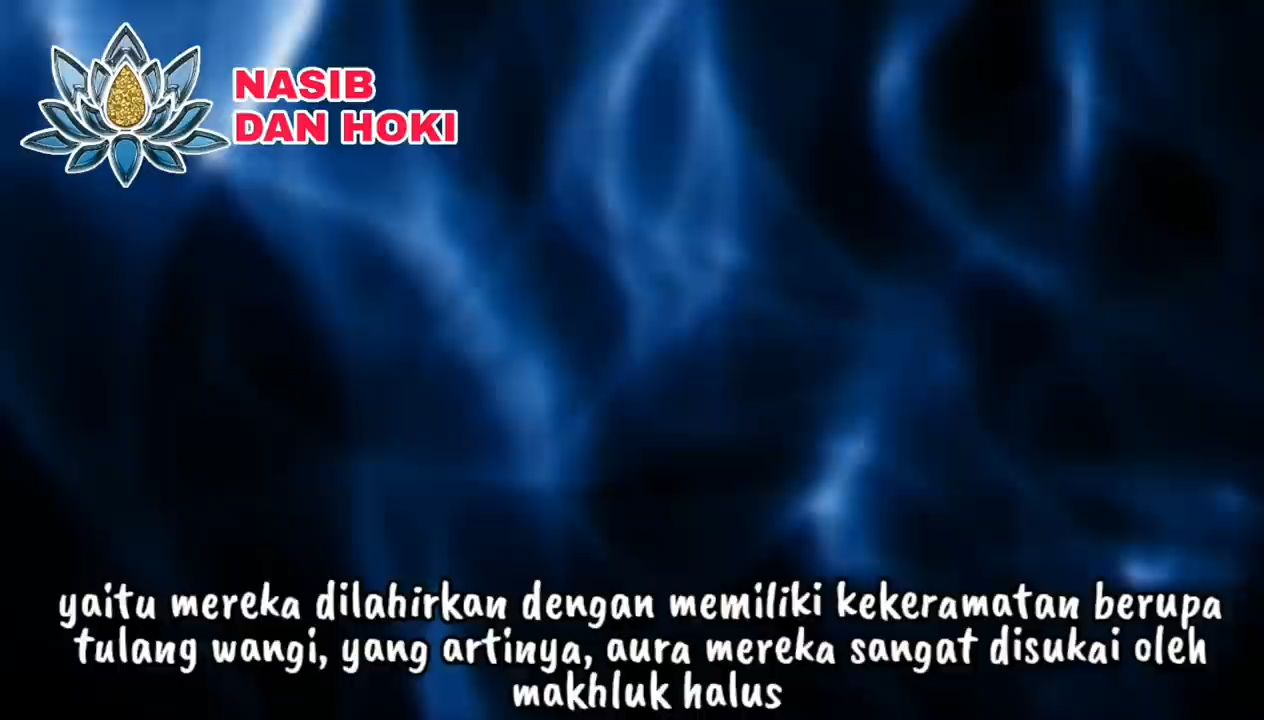 NASIB
DAN HOKI
yaitu mereka dilahirkan dengan memiliki kekeramatan berupa
tulang wangi, yang artinya, aura mereka sangat disukai oleh
makhluk halus